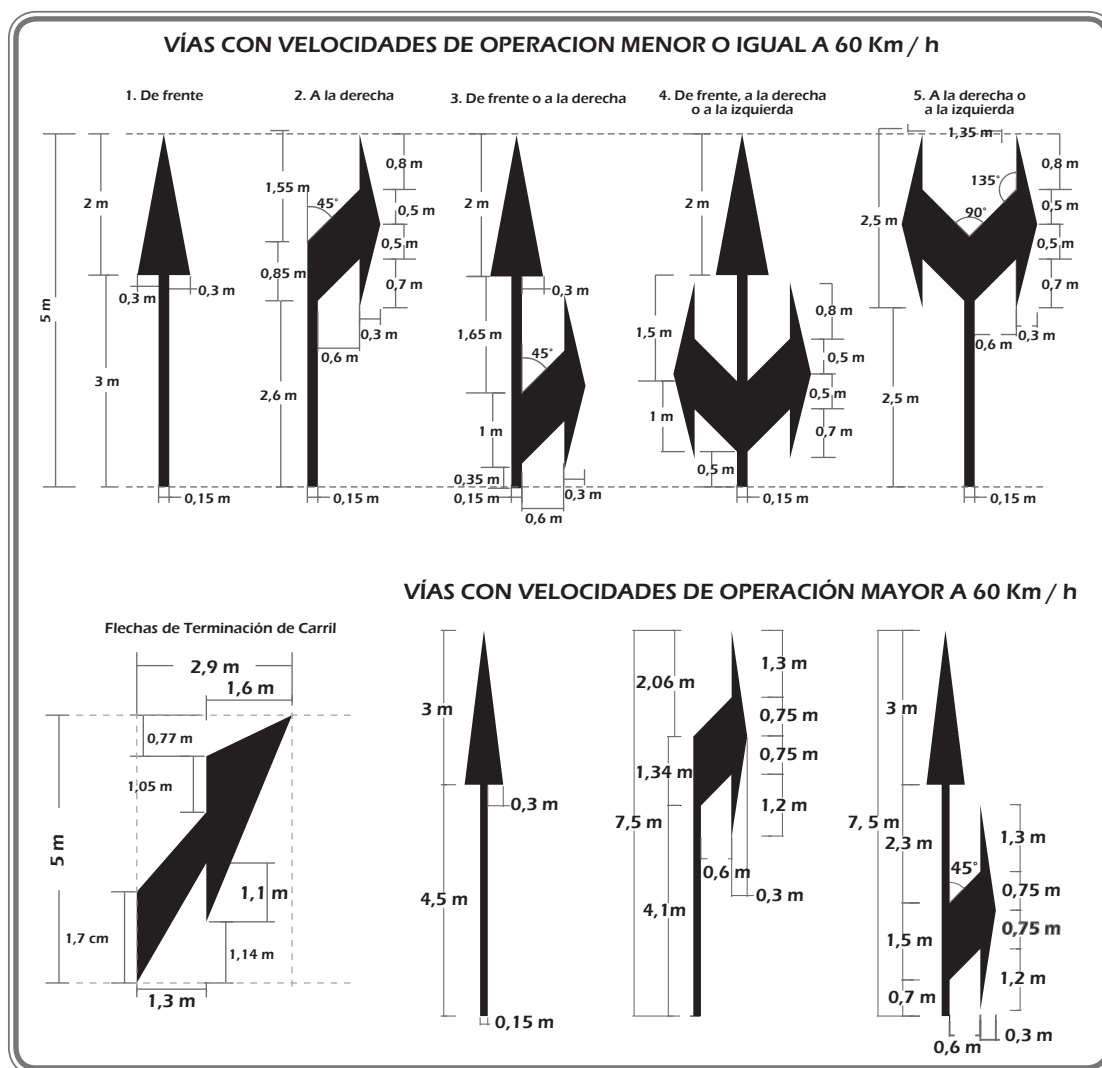 VÍAS CON VELOCIDADES DE OPERACION MENOR O IGUAL A 60 Km / h
1. De frente
2. A la derecha
3. De frente o a la derecha
4. De frente, a la derecha
o a la izquierda
5. A la derecha o
a la izquierda
5 m
2 m
3 m
0,3 m
0,3 m
0,15 m
1,55 m
45°
0,85 m
2,6 m
0,8 m
0,5 m
0,5 m
0,7 m
0,3 m
0,6 m
0,15 m
2 m
0,3 m
1,65 m
45°
1 m
0,35 m
0,15 m
0,3 m
0,6 m
2 m
1,5 m
1 m
0,5 m
0,8 m
0,5 m
0,5 m
0,7 m
0,15 m
1,35 m
2,5 m
135°
90°
0,8 m
0,5 m
0,5 m
0,7 m
0,3 m
0,6 m
2,5 m
0,15 m
VÍAS CON VELOCIDADES DE OPERACIÓN MAYOR A 60 Km / h
Flechas de Terminación de Carril
2,9 m
1,6 m
0,77 m
1,05 m
5 m
1,1 m
1,7 cm
1,14 m
1,3 m
3 m
0,3 m
4,5 m
0,15 m
2,06 m
1,34 m
7,5 m
4,1m
1,3 m
0,75 m
0,75 m
1,2 m
0,6 m
0,3 m
3 m
7, 5 m
2,3 m
45°
1,5 m
0,7 m
1,3 m
0,75 m
0,75 m
1,2 m
0,3 m
0,6 m